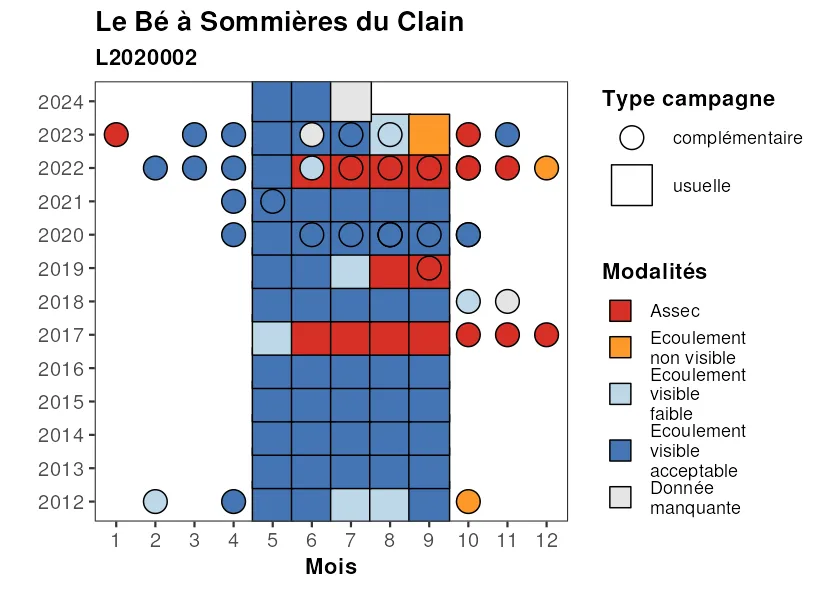 Le Bé à Sommières du Clain
L2020002
2024
2023
2022
2021
2020
2019
2018
2017
2016
2015
2014
2013
2012
1 2 3 4 5 6 7 8 9 10 11 12
Mois
Type campagne
complémentaire
usuelle
Modalités
Assec
Ecoulement
non visible
Ecoulement
visible
faible
Ecoulement
visible
acceptable
Donnée
manquante